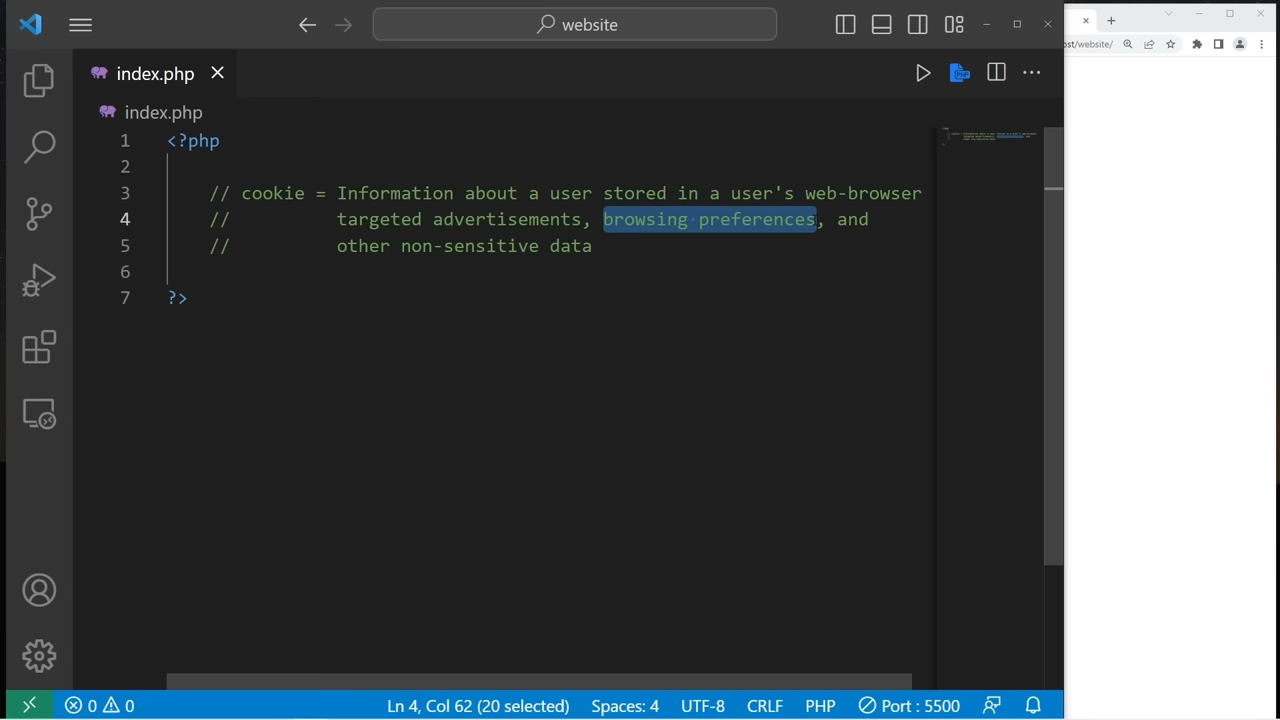 website
index.php
ost/website/
index.php
1 <?php
2
3 // cookie = Information about a user stored in a user's web-browser
4 // targeted advertisements, browsing preferences, and
5 // other non-sensitive data
6
7 ?>
0 0 Ln 4, Col 62 (20 selected) Spaces: 4 UTF-8 CRLF PHP Port : 5500